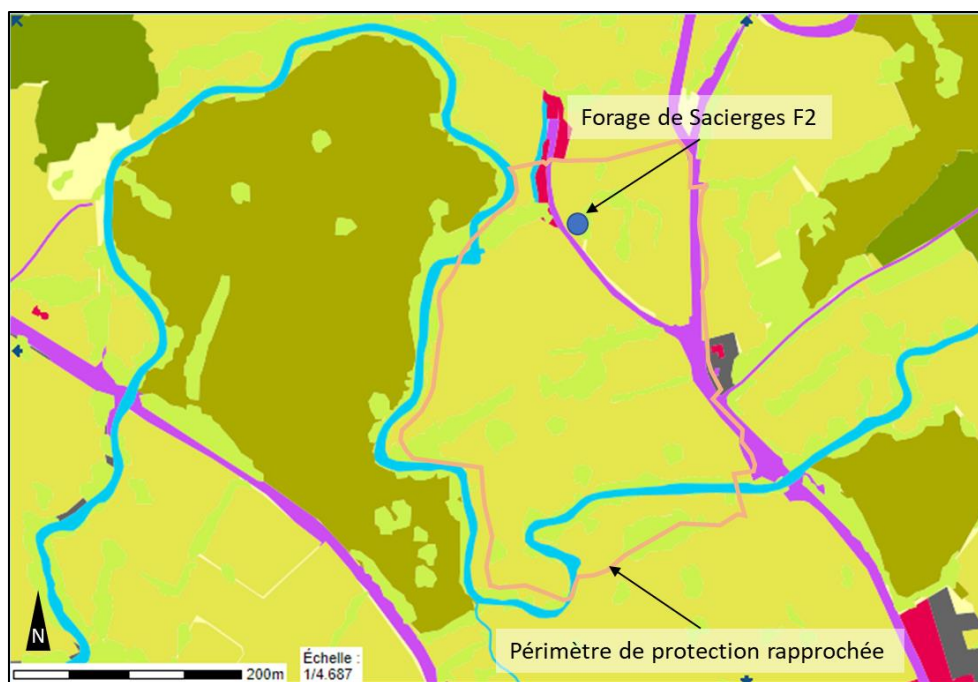 Forage de Sacierges F2
Périmètre de protection rapprochée
N
Échelle :
1/4.687
200m